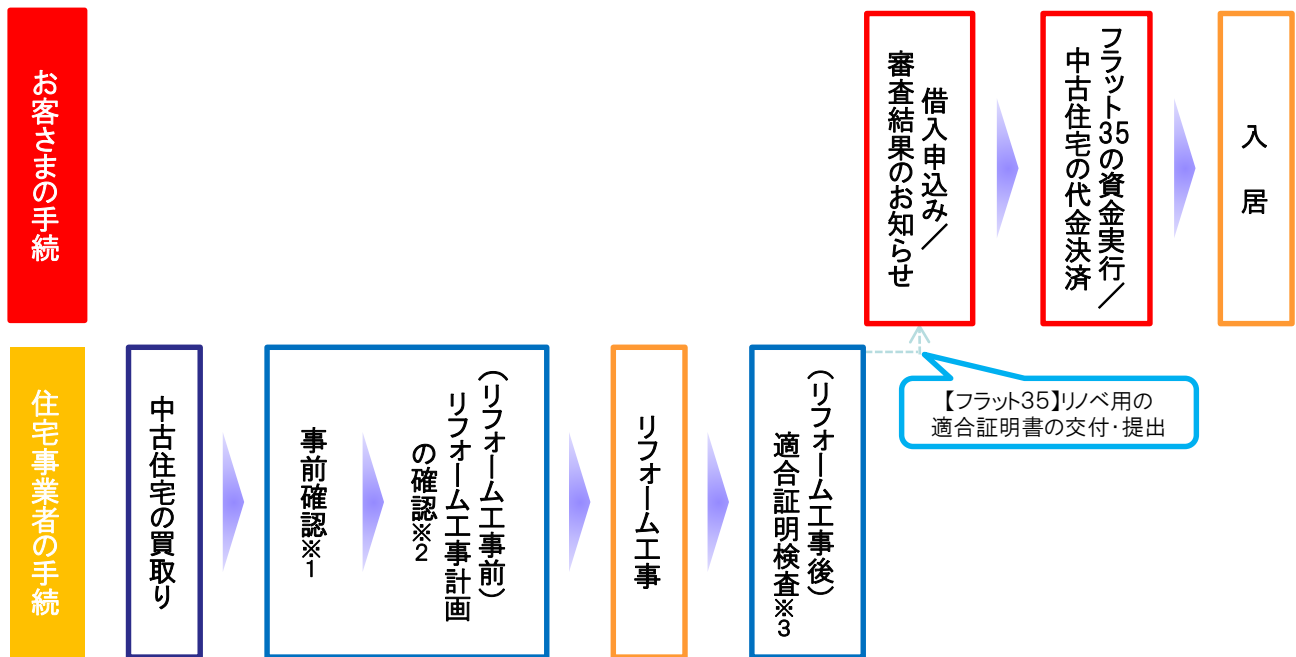 お客さまの手続
借入申込み／
審査結果のお知らせ
フラット35の資金実行／
中古住宅の代金決済
入居
住宅事業者の手続
中古住宅の買取り
事前確認※1
（リフォーム工事前）
リフォーム工事計画
の確認※2
リフォーム工事
（リフォーム工事後）
適合証明検査※3
【フラット35】リノベ用の
適合証明書の交付・提出